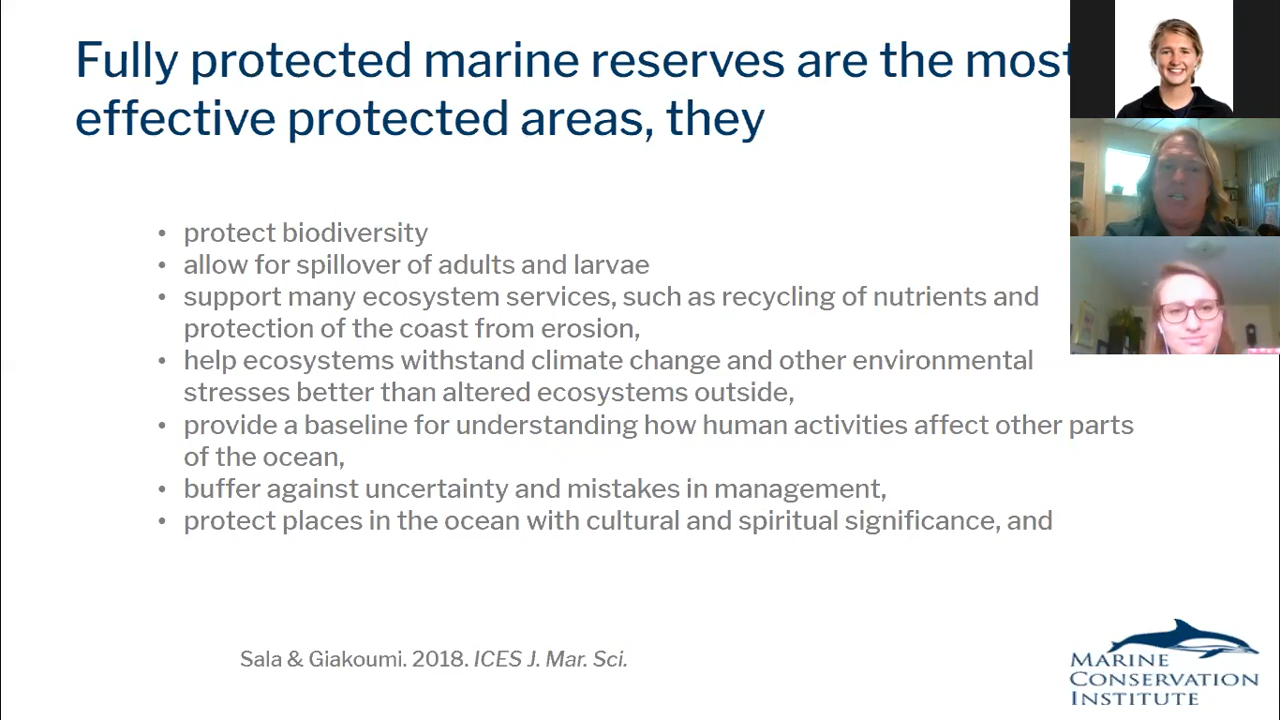 Fully protected marine reserves are the most
effective protected areas, they
• protect biodiversity
• allow for spillover of adults and larvae
• support many ecosystem services, such as recycling of nutrients and
protection of the coast from erosion,
• help ecosystems withstand climate change and other environmental
stresses better than altered ecosystems outside,
• provide a baseline for understanding how human activities affect other parts
of the ocean,
• buffer against uncertainty and mistakes in management,
• protect places in the ocean with cultural and spiritual significance, and
Sala & Giakoumi. 2018. ICES J. Mar. Sci.
MARINE
CONSERVATION
INSTITUTE